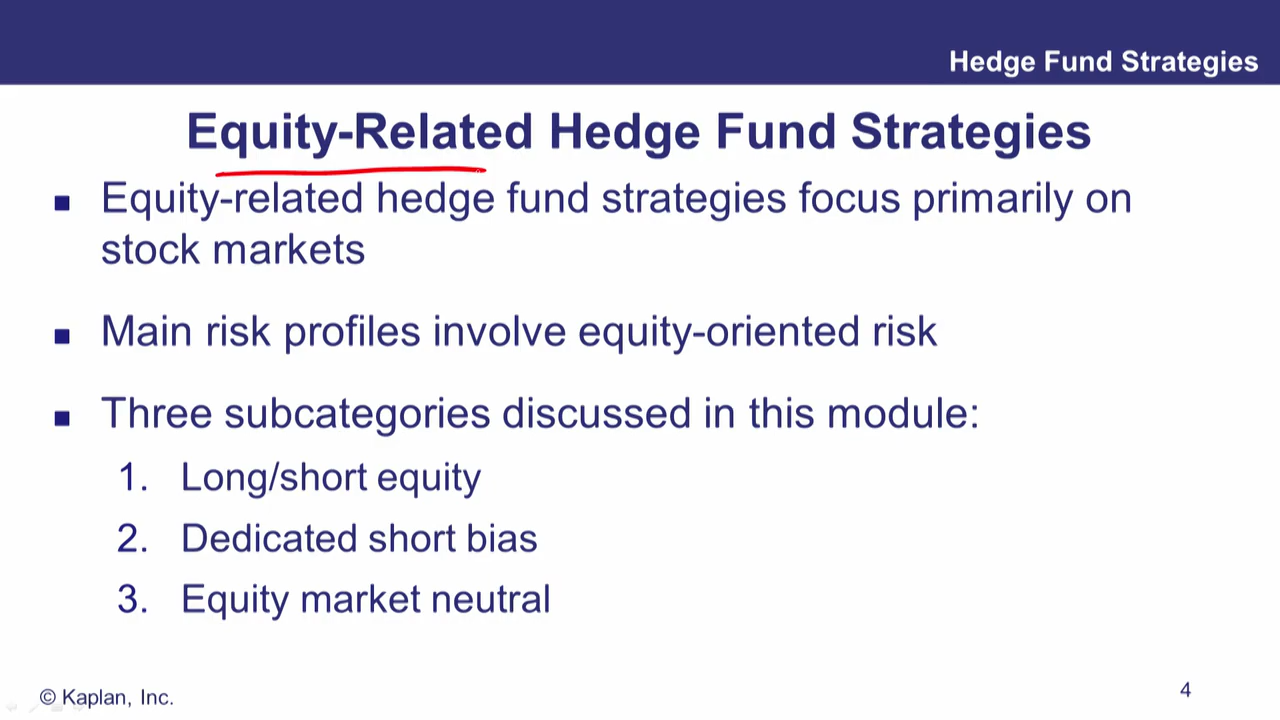 Hedge Fund Strategies
Equity-Related Hedge Fund Strategies
Equity-related hedge fund strategies focus primarily on
stock markets
Main risk profiles involve equity-oriented risk
Three subcategories discussed in this module:
1. Long/short equity
2. Dedicated short bias
3. Equity market neutral
© Kaplan, Inc.
4